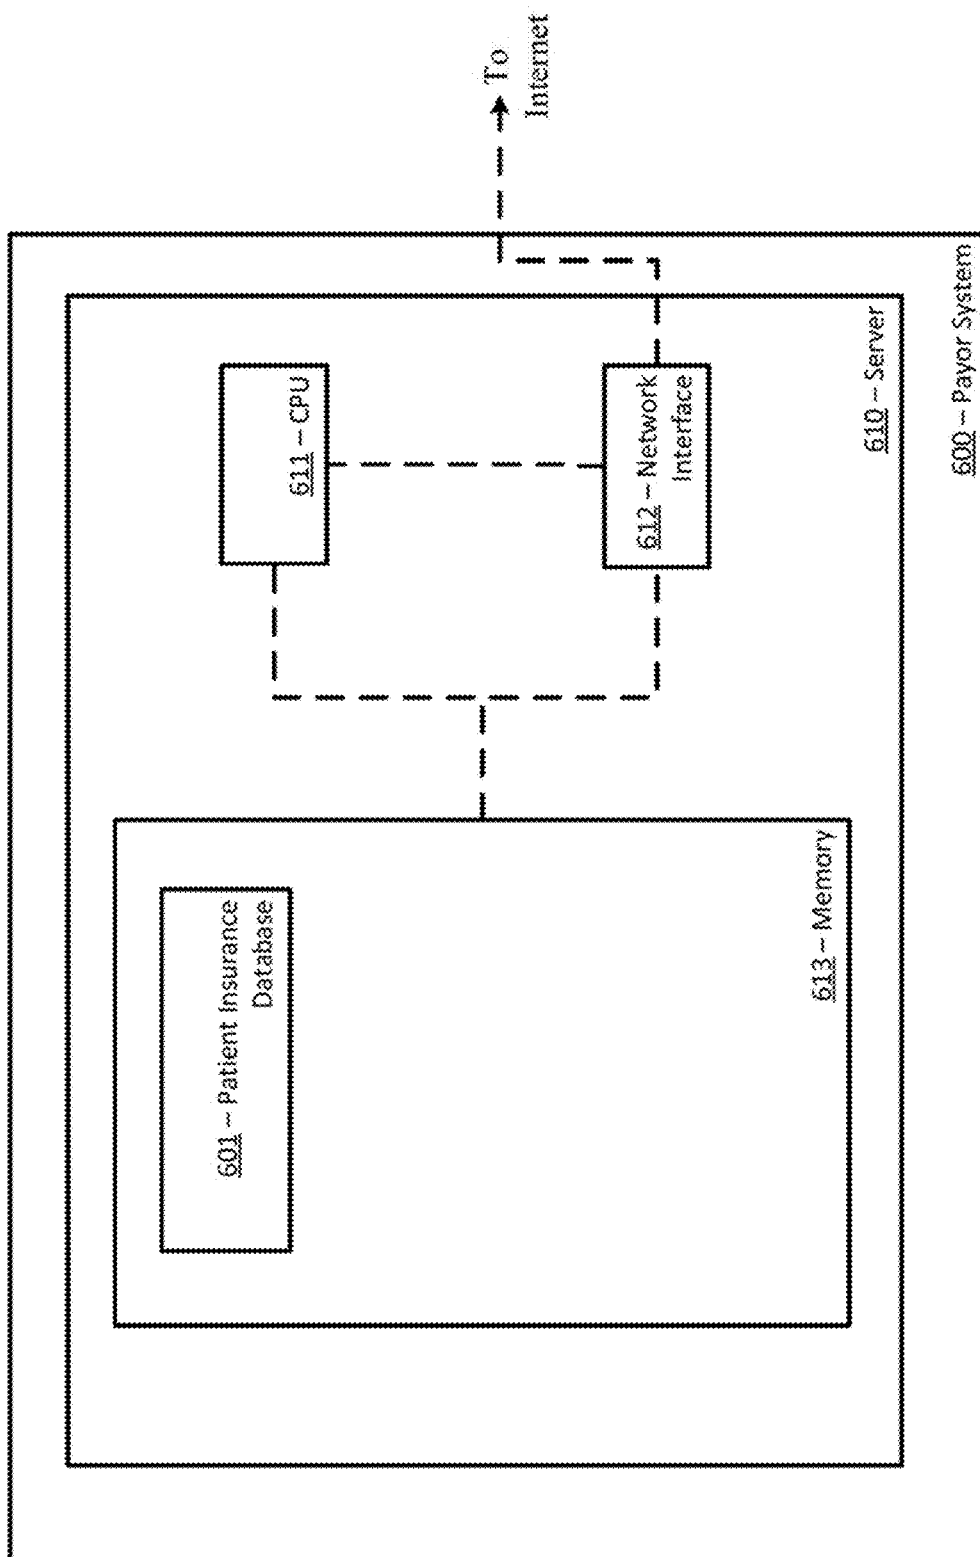 601 – Patient Insurance
Database
613 – Memory
611 – CPU
612 – Network
Interface
610 – Server
600 – Payor System
To
Internet